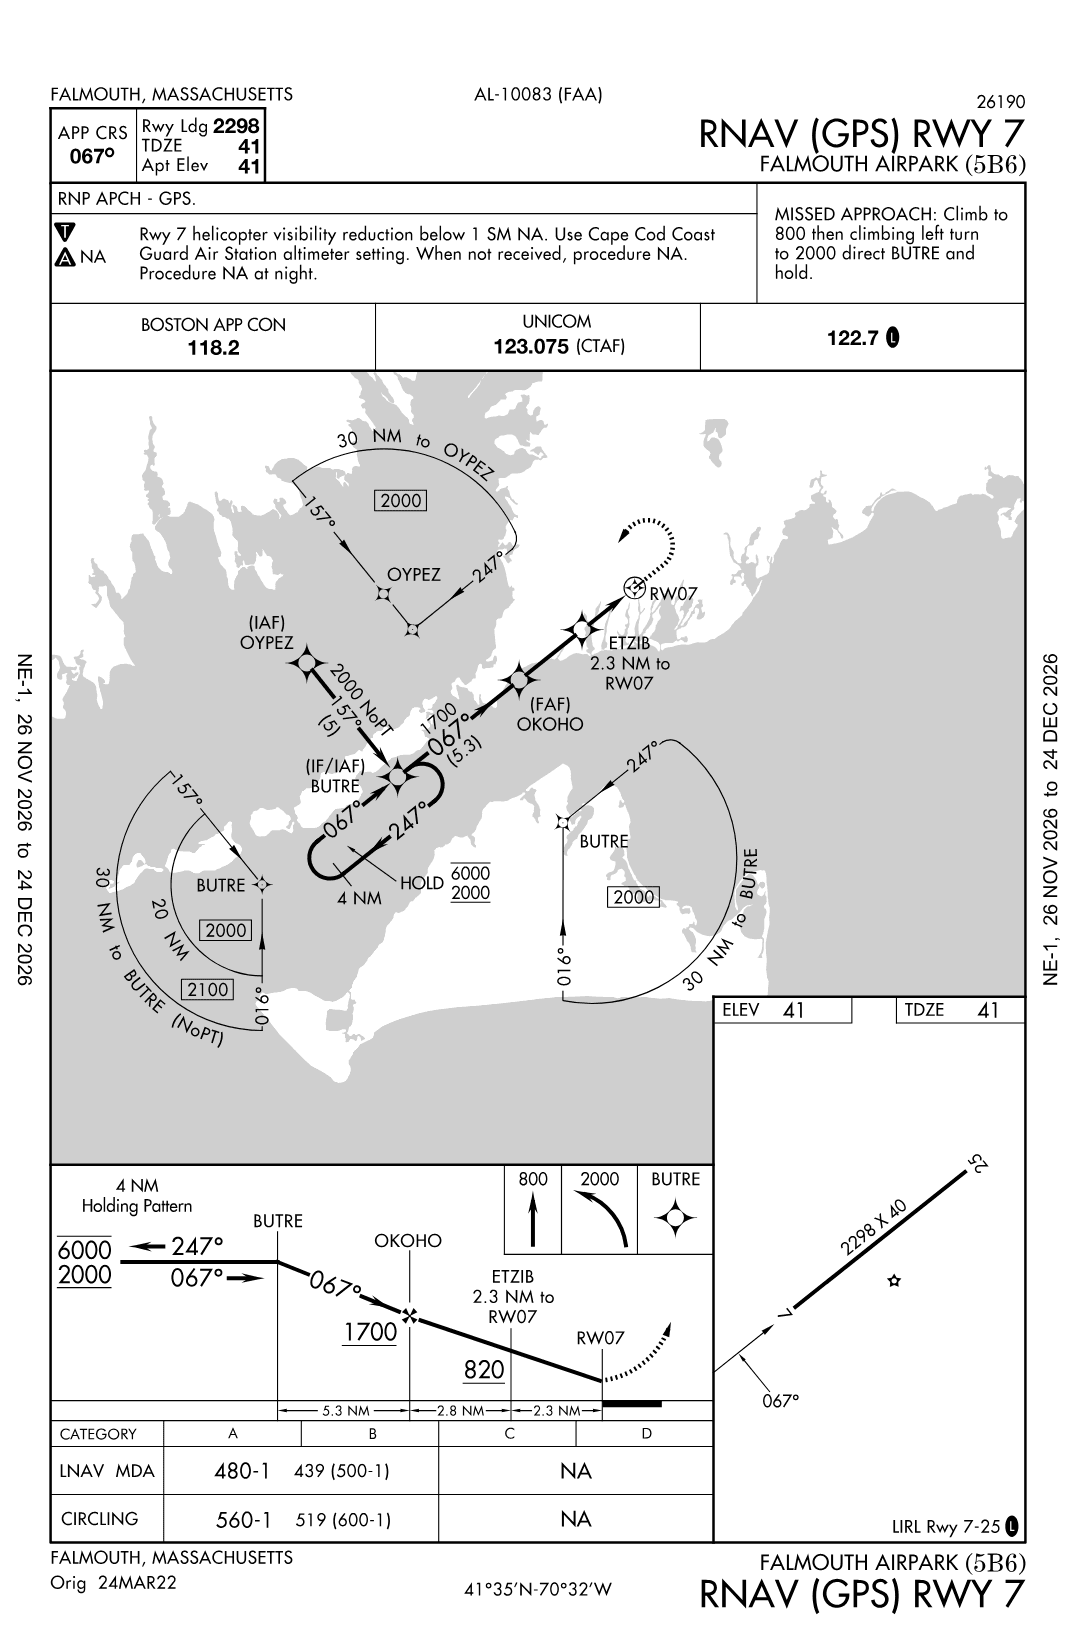 FALMOUTH, MASSACHUSETTS
AL-10083 (FAA)
26190
RNAV (GPS) RWY 7
FALMOUTH AIRPARK (5B6)
APP CRS
067°
Rwy Ldg 2298
TDZE 41
Apt Elev 41
RNP APCH - GPS.
T
A NA
Rwy 7 helicopter visibility reduction below 1 SM NA. Use Cape Cod Coast
Guard Air Station altimeter setting. When not received, procedure NA.
Procedure NA at night.
MISSED APPROACH: Climb to
800 then climbing left turn
to 2000 direct BUTRE and
hold.
BOSTON APP CON
118.2
UNICOM
123.075 (CTAF)
122.7 L
30 NM to OYPEZ
2000
157°
247°
OYPEZ
RW07
(IAF)
OYPEZ
2000 NoPT
157°
(5)
ETZIB
2.3 NM to
RW07
(FAF)
OKOHO
1700
067°
(5.3)
(IF/IAF)
BUTRE
067°
247°
HOLD
6000
2000
4 NM
157°
BUTRE
20 NM
2000
2100
016°
30 NM to BUTRE (NoPT)
247°
BUTRE
2000
016°
30 NM to BUTRE
NE-1, 26 NOV 2026 to 24 DEC 2026
NE-1, 26 NOV 2026 to 24 DEC 2026
ELEV 41
TDZE 41
25
2298 X 40
7
067°
LIRL Rwy 7-25 L
4 NM
Holding Pattern
BUTRE
6000
2000
247°
067°
067°
OKOHO
1700
ETZIB
2.3 NM to
RW07
820
RW07
800
2000
BUTRE
5.3 NM
2.8 NM
2.3 NM
CATEGORY A B C D
LNAV MDA 480-1 439 (500-1) NA
CIRCLING 560-1 519 (600-1) NA
FALMOUTH, MASSACHUSETTS
Orig 24MAR22
41°35'N-70°32'W
FALMOUTH AIRPARK (5B6)
RNAV (GPS) RWY 7